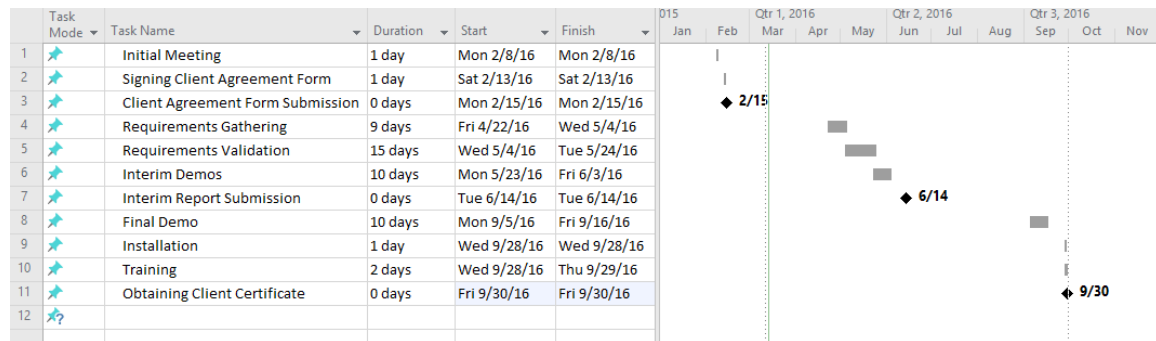 Task Mode Task Name Duration Start Finish 015 Qtr 1, 2016 Qtr 2, 2016 Qtr 3, 2016
Jan Feb Mar Apr May Jun Jul Aug Sep Oct Nov
1 Initial Meeting 1 day Mon 2/8/16 Mon 2/8/16
2 Signing Client Agreement Form 1 day Sat 2/13/16 Sat 2/13/16
3 Client Agreement Form Submission 0 days Mon 2/15/16 Mon 2/15/16 2/15
4 Requirements Gathering 9 days Fri 4/22/16 Wed 5/4/16
5 Requirements Validation 15 days Wed 5/4/16 Tue 5/24/16
6 Interim Demos 10 days Mon 5/23/16 Fri 6/3/16
7 Interim Report Submission 0 days Tue 6/14/16 Tue 6/14/16 6/14
8 Final Demo 10 days Mon 9/5/16 Fri 9/16/16
9 Installation 1 day Wed 9/28/16 Wed 9/28/16
10 Training 2 days Wed 9/28/16 Thu 9/29/16
11 Obtaining Client Certificate 0 days Fri 9/30/16 Fri 9/30/16 9/30
12 ?